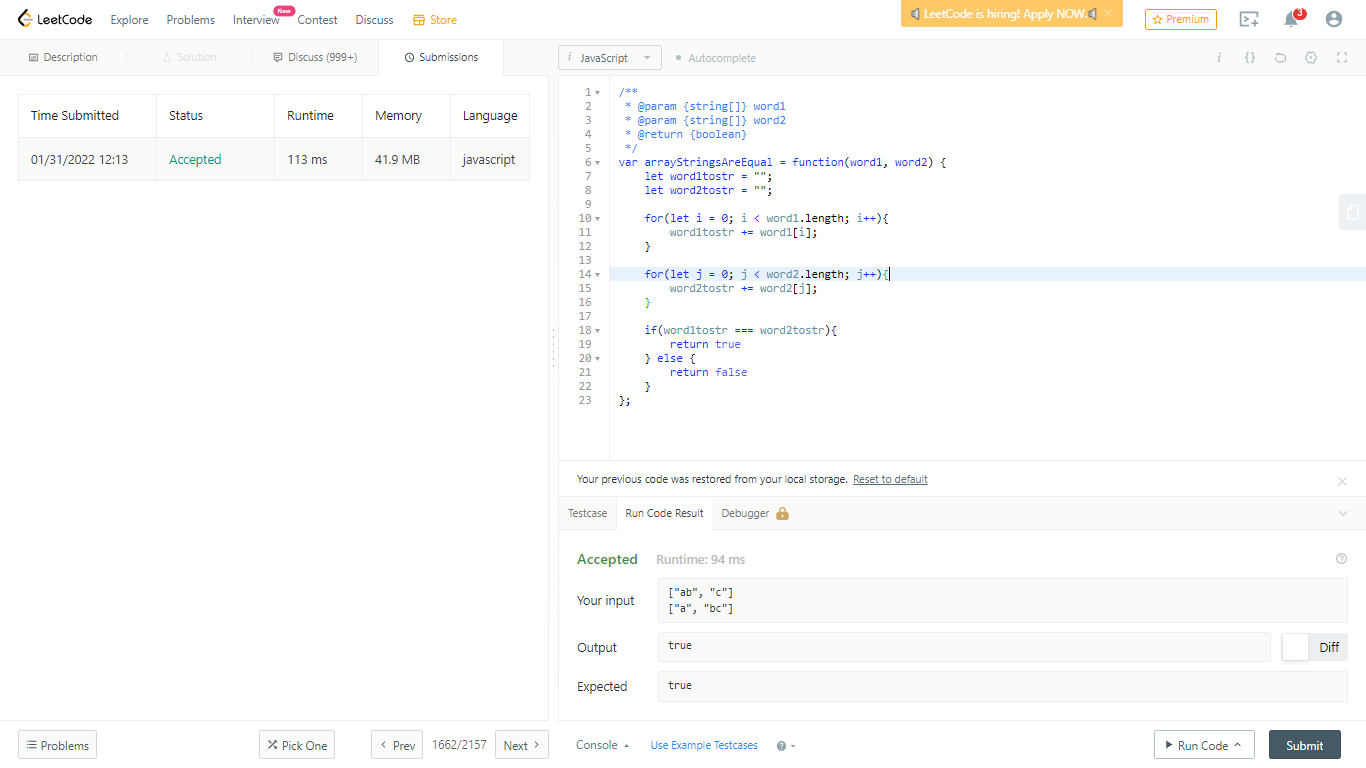 LeetCode Explore Problems Interview New Contest Discuss Store LeetCode is hiring! Apply NOW. × Premium 3
Description Solution Discuss (999+) Submissions
Time Submitted Status Runtime Memory Language
01/31/2022 12:13 Accepted 113 ms 41.9 MB javascript
i JavaScript Autocomplete i {}
1 /**
2 * @param {string[]} word1
3 * @param {string[]} word2
4 * @return {boolean}
5 */
6 var arrayStringsAreEqual = function(word1, word2) {
7 let word1tostr = "";
8 let word2tostr = "";
9
10 for(let i = 0; i < word1.length; i++){
11 word1tostr += word1[i];
12 }
13
14 for(let j = 0; j < word2.length; j++){
15 word2tostr += word2[j];
16 }
17
18 if(word1tostr === word2tostr){
19 return true
20 } else {
21 return false
22 }
23 };
Your previous code was restored from your local storage. Reset to default
Testcase Run Code Result Debugger
Accepted Runtime: 94 ms
Your input
["ab", "c"]
["a", "bc"]
Output true Diff
Expected true
Problems Pick One Prev 1662/2157 Next Console Use Example Testcases Run Code Submit